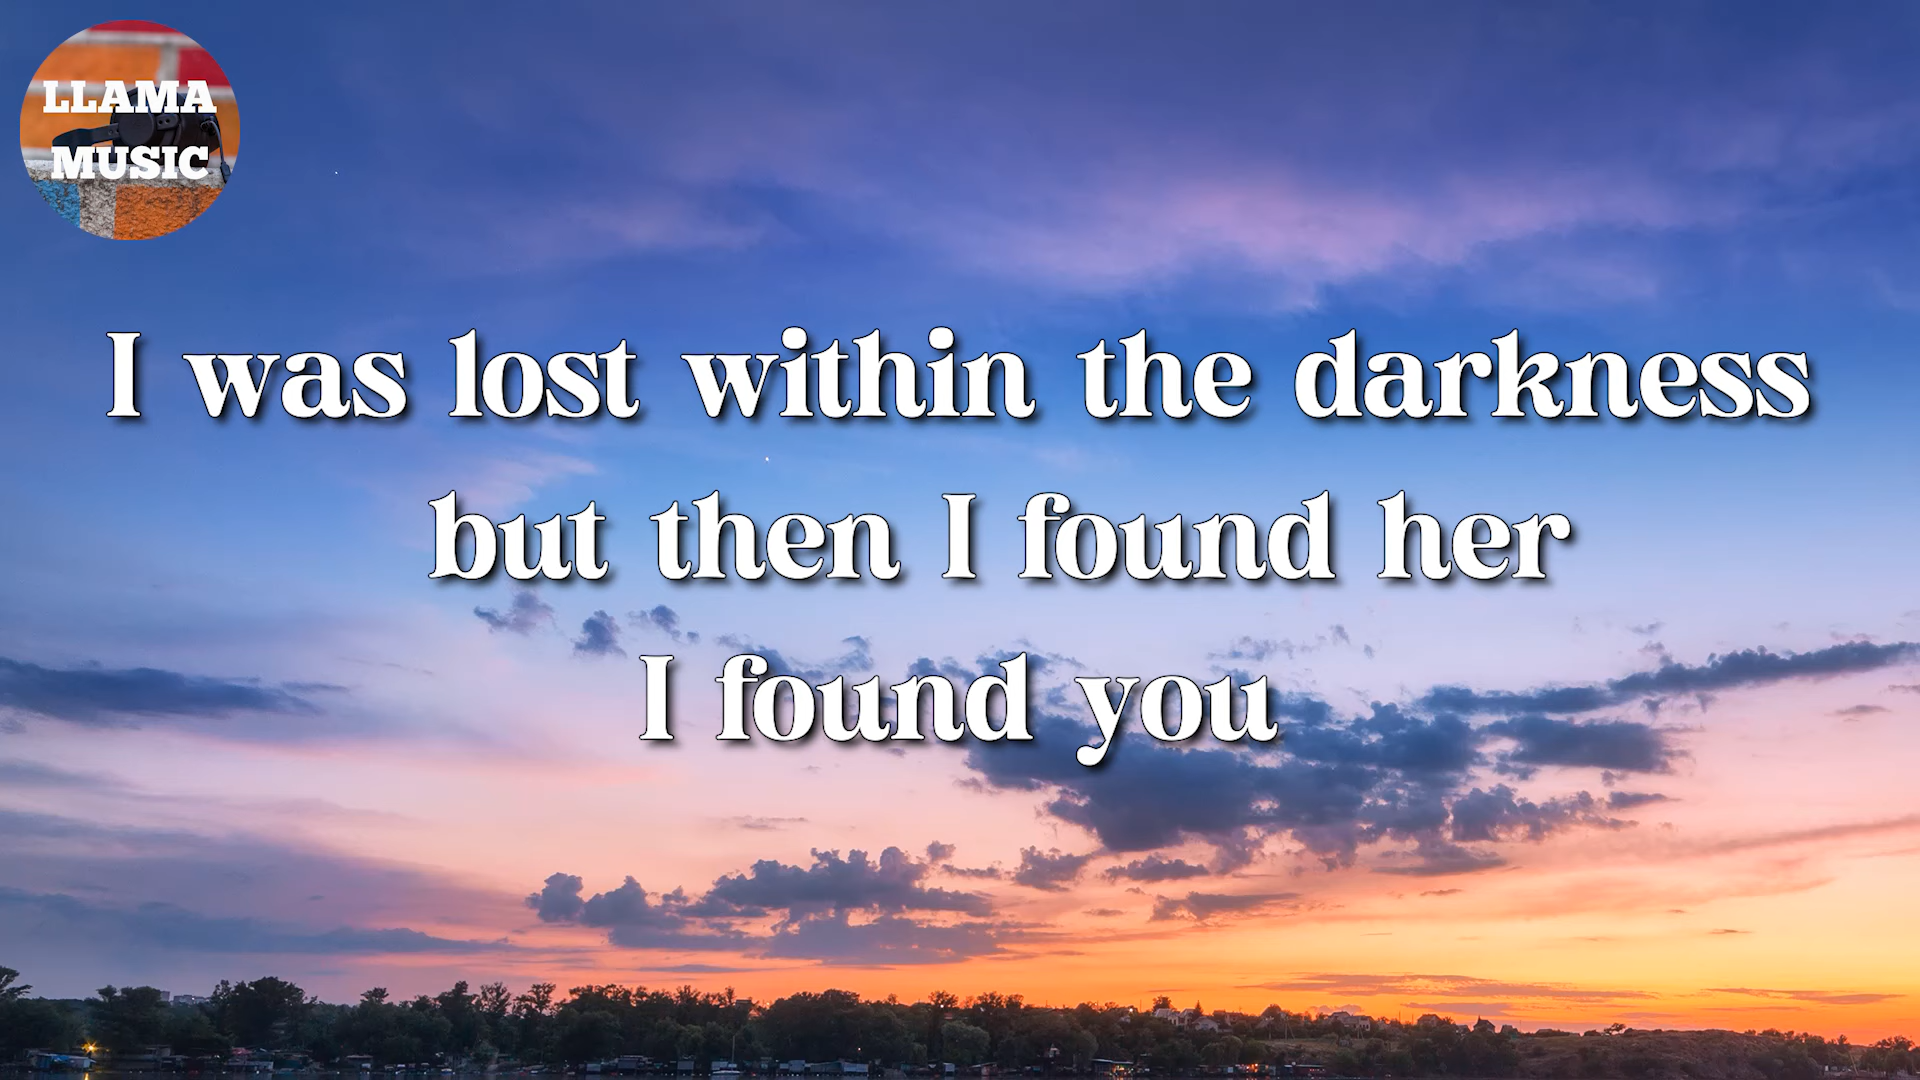 LLAMA
MUSIC
I was lost within the darkness
but then I found her
I found you